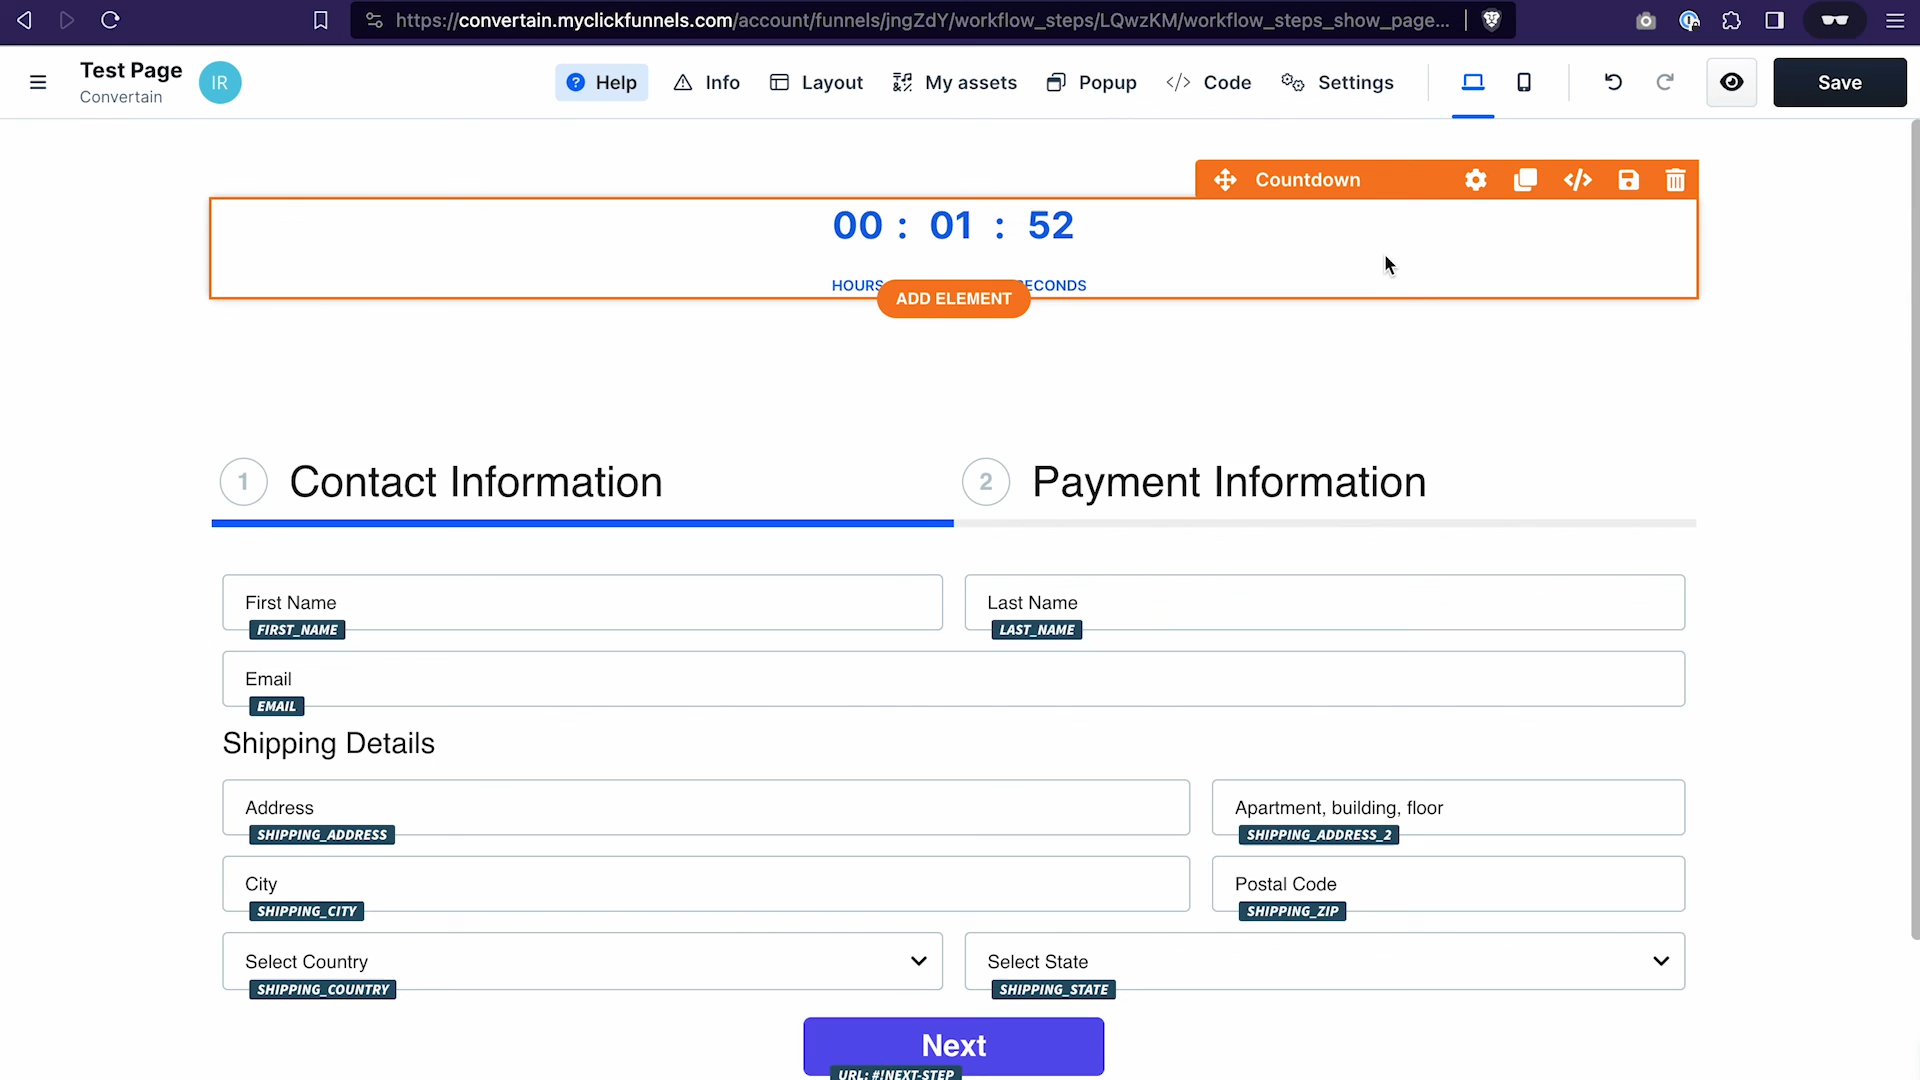 https://convertain.myclickfunnels.com/account/funnels/jngZdY/workflow_steps/LQwzKM/workflow_steps_show_page...
Test Page
Convertain
IR
Help
Info
Layout
My assets
Popup
Code
Settings
Save
Countdown
00 : 01 : 52
HOURS
ECONDS
ADD ELEMENT
1 Contact Information
2 Payment Information
First Name
FIRST_NAME
Last Name
LAST_NAME
Email
EMAIL
Shipping Details
Address
SHIPPING_ADDRESS
Apartment, building, floor
SHIPPING_ADDRESS_2
City
SHIPPING_CITY
Postal Code
SHIPPING_ZIP
Select Country
SHIPPING_COUNTRY
Select State
SHIPPING_STATE
Next
URL: #!NEXT-STEP